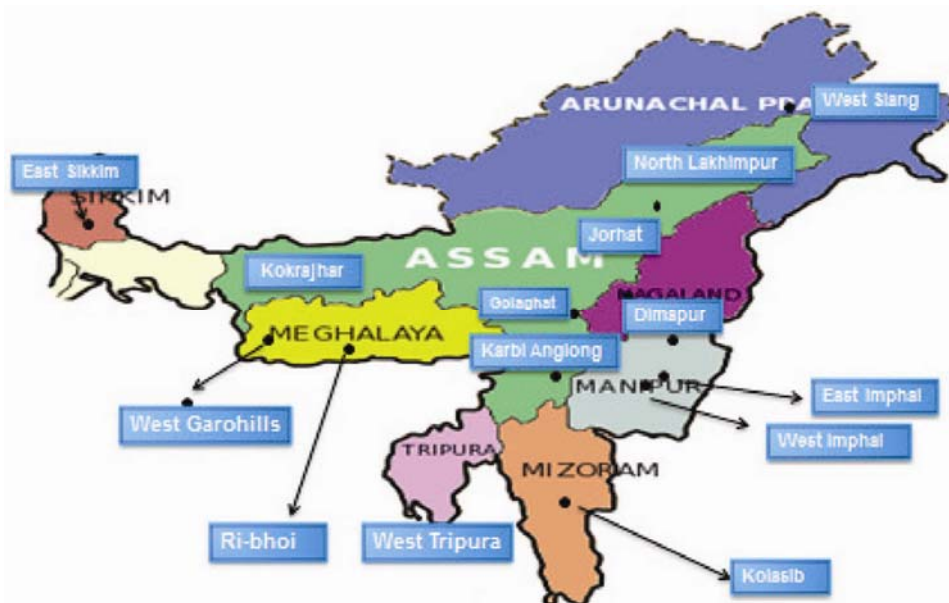 ARUNACHAL PRA
West Siang
East Sikkim
SIKKIM
North Lakhimpur
Jorhat
ASSAM
Kokrajhar
NAGALAND
Golaghat
Dimapur
MEGHALAYA
Karbi Anglong
MANIPUR
East Imphal
West Garohills
West Imphal
TRIPURA
MIZORAM
Ri-bhoi
West Tripura
Kolasib